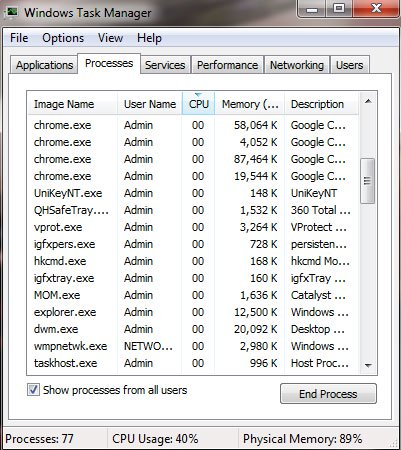 Windows Task Manager
File Options View Help
Applications Processes Services Performance Networking Users
Image Name User Name CPU Memory (... Description
chrome.exe Admin 00 58,064 K Google C...
chrome.exe Admin 00 4,052 K Google C...
chrome.exe Admin 00 87,464 K Google C...
chrome.exe Admin 00 19,544 K Google C...
UniKeyNT.exe Admin 00 148 K UniKeyNT
QHSafeTray.... Admin 00 1,532 K 360 Total ...
vprot.exe Admin 00 3,264 K VProtect ...
igfxpers.exe Admin 00 728 K persisten...
hkcmd.exe Admin 00 168 K hkcmd Mo...
igfxtray.exe Admin 00 160 K igfxTray ...
MOM.exe Admin 00 1,636 K Catalyst ...
explorer.exe Admin 00 12,500 K Windows ...
dwm.exe Admin 00 20,092 K Desktop ...
wmpnetwk.exe NETWO... 00 2,980 K Windows ...
taskhost.exe Admin 00 996 K Host Proc...
Show processes from all users
End Process
Processes: 77 CPU Usage: 40% Physical Memory: 89%